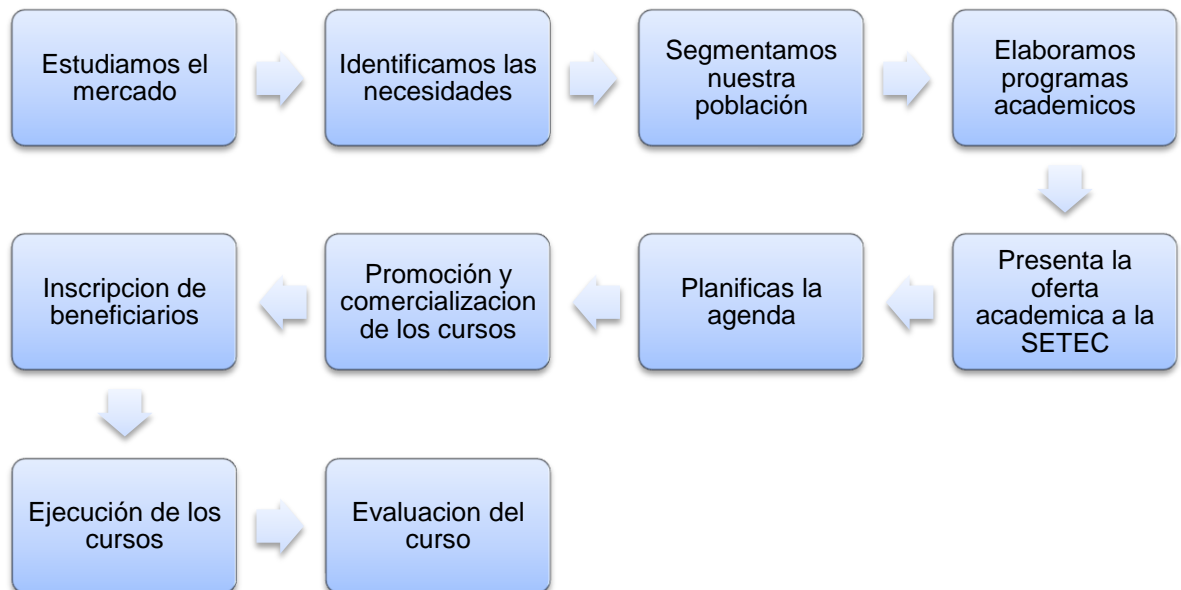 Estudiamos el
mercado
Identificamos las
necesidades
Segmentamos
nuestra
población
Elaboramos
programas
academicos
Presenta la
oferta
academica a la
SETEC
Planificas la
agenda
Promoción y
comercializacion
de los cursos
Inscripcion de
beneficiarios
Ejecución de los
cursos
Evaluacion del
curso